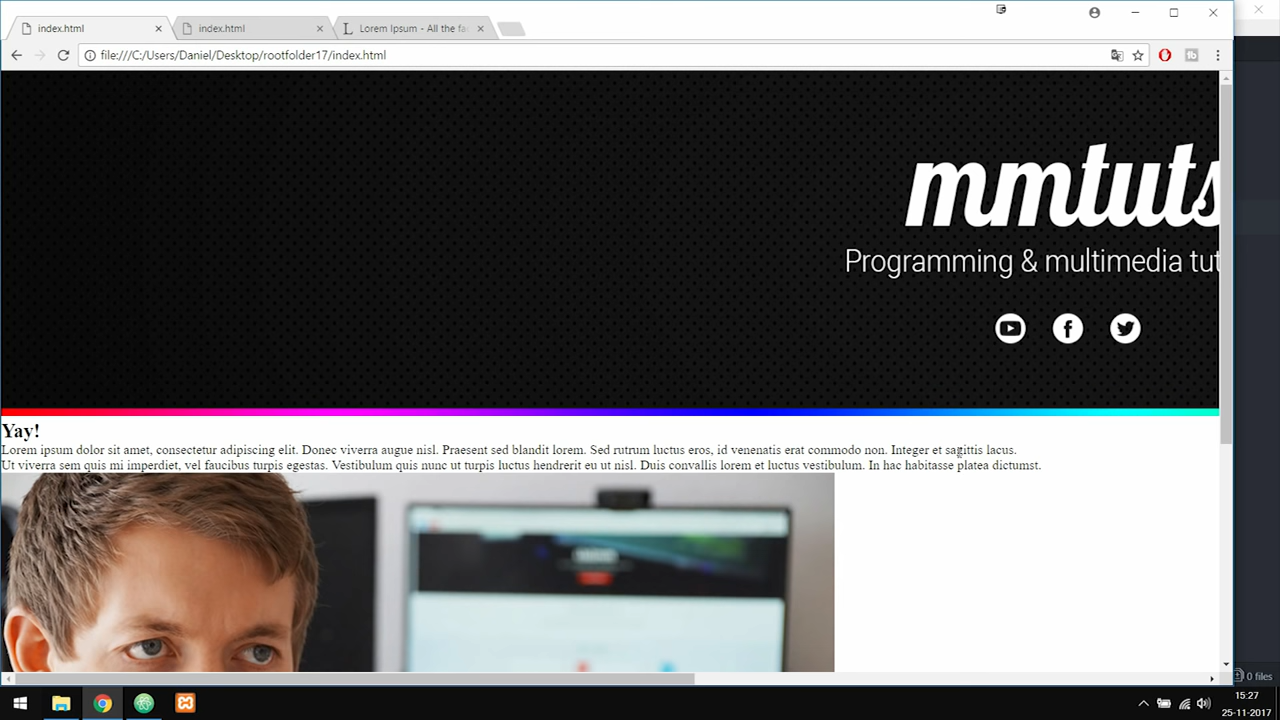 index.html
index.html
Lorem Ipsum - All the fac
file:///C:/Users/Daniel/Desktop/rootfolder17/index.html
mmtuts
Programming & multimedia tut
Yay!
Lorem ipsum dolor sit amet, consectetur adipiscing elit. Donec viverra augue nisl. Praesent sed blandit lorem. Sed rutrum luctus eros, id venenatis erat commodo non. Integer et sagittis lacus.
Ut viverra sem quis mi imperdiet, vel faucibus turpis egestas. Vestibulum quis nunc ut turpis luctus hendrerit eu ut nisl. Duis convallis lorem et luctus vestibulum. In hac habitasse platea dictumst.
0 files
15:27
25-11-2017